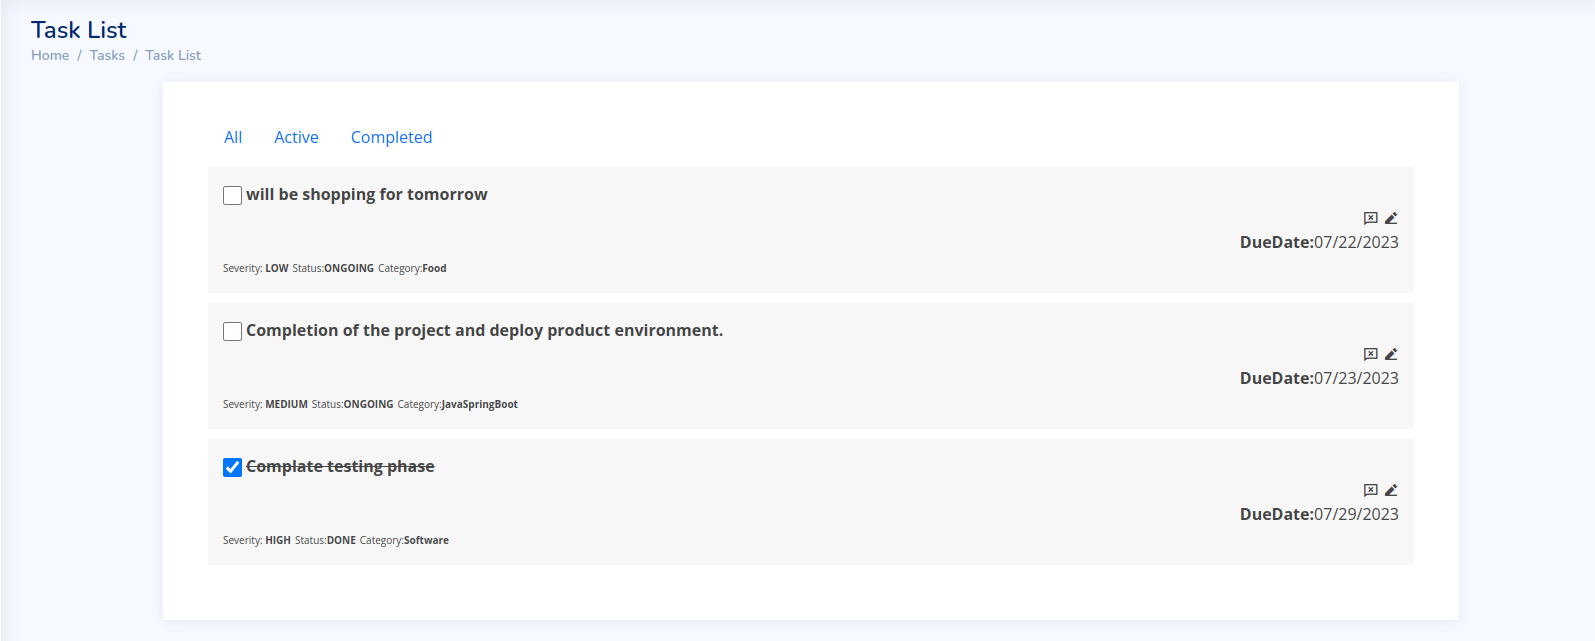 Task List
Home / Tasks / Task List
All Active Completed
will be shopping for tomorrow
DueDate:07/22/2023
Severity: LOW Status:ONGOING Category:Food
Completion of the project and deploy product environment.
DueDate:07/23/2023
Severity: MEDIUM Status:ONGOING Category:JavaSpringBoot
Complate testing phase
DueDate:07/29/2023
Severity: HIGH Status:DONE Category:Software